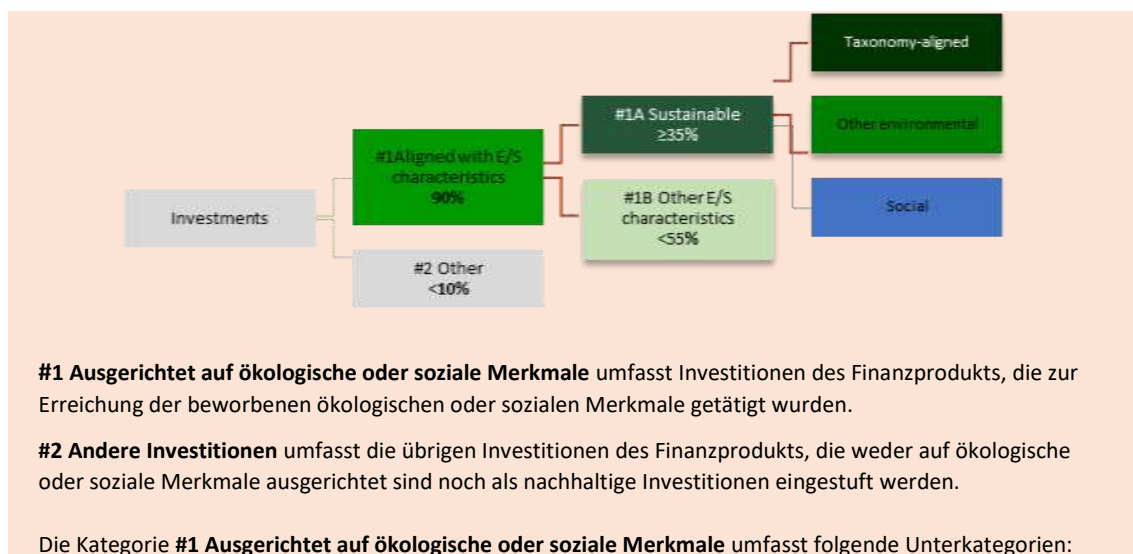 Taxonomy-aligned
#1A Sustainable
≥35%
Other environmental
#1Aligned with E/S
characteristics
90%
#1B Other E/S
characteristics
<55%
Social
Investments
#2 Other
<10%
#1 Ausgerichtet auf ökologische oder soziale Merkmale umfasst Investitionen des Finanzprodukts, die zur
Erreichung der beworbenen ökologischen oder sozialen Merkmale getätigt wurden.
#2 Andere Investitionen umfasst die übrigen Investitionen des Finanzprodukts, die weder auf ökologische
oder soziale Merkmale ausgerichtet sind noch als nachhaltige Investitionen eingestuft werden.
Die Kategorie #1 Ausgerichtet auf ökologische oder soziale Merkmale umfasst folgende Unterkategorien: